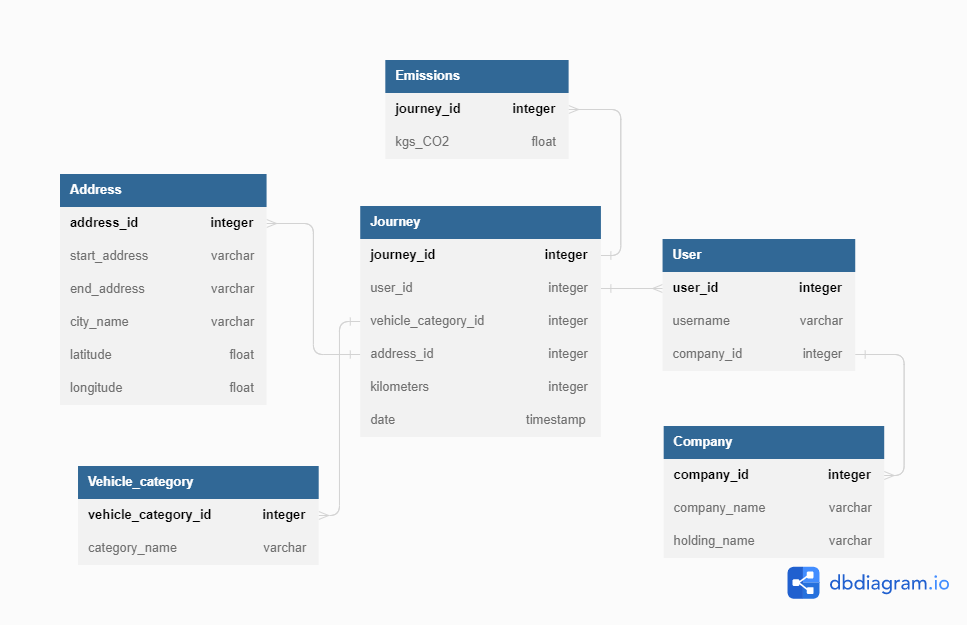 Emissions
journey_id integer
kgs_CO2 float
Address
address_id integer
start_address varchar
end_address varchar
city_name varchar
latitude float
longitude float
Journey
journey_id integer
user_id integer
vehicle_category_id integer
address_id integer
kilometers integer
date timestamp
User
user_id integer
username varchar
company_id integer
Vehicle_category
vehicle_category_id integer
category_name varchar
Company
company_id integer
company_name varchar
holding_name varchar
dbdiagram.io